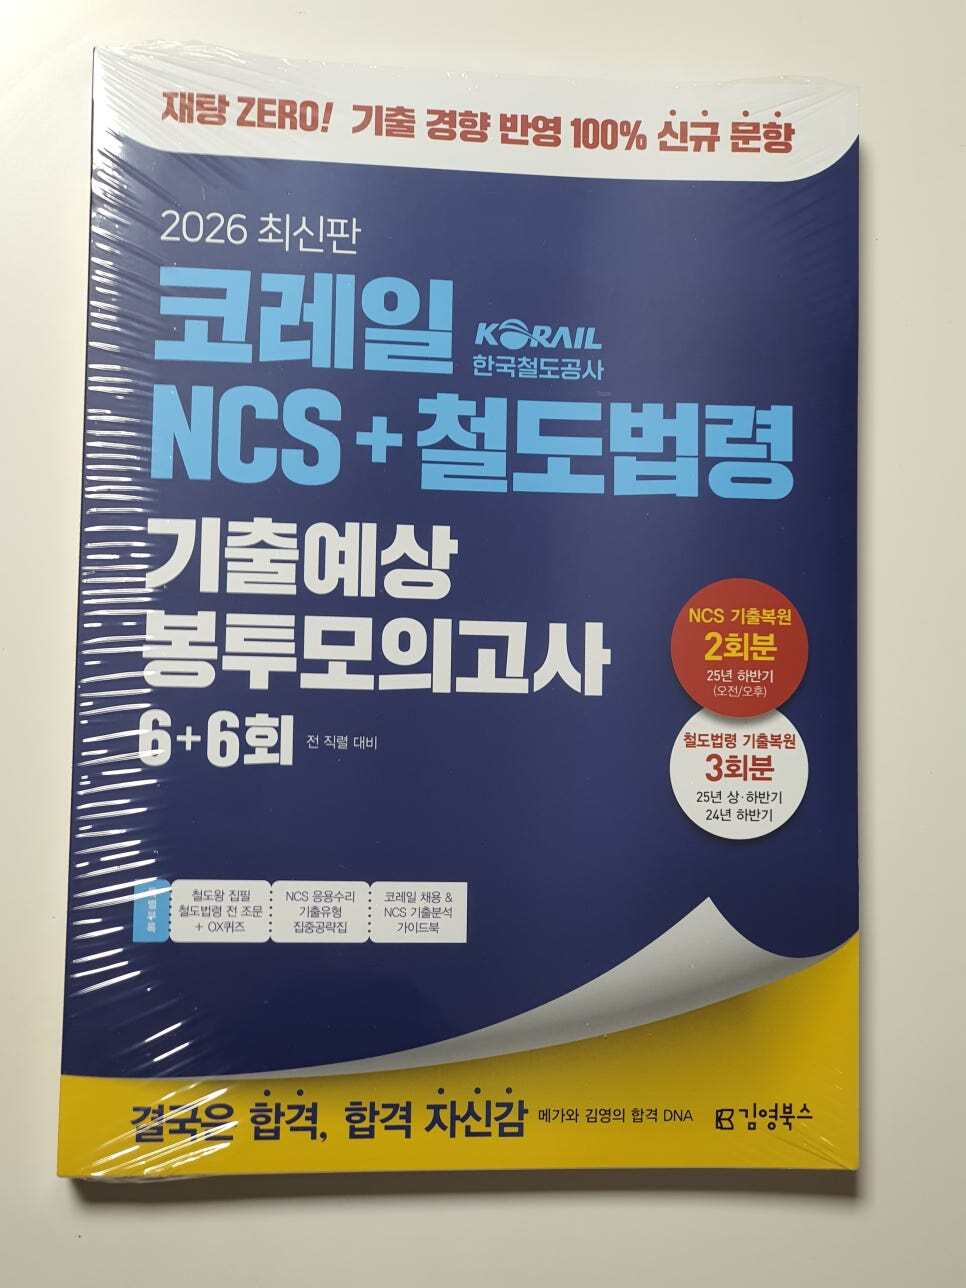 재탕 ZERO! 기출 경향 반영 100% 신규 문항
2026 최신판
코레일
KORAIL
한국철도공사
NCS + 철도법령
기출예상
봉투모의고사
6+6회 전 직렬 대비
NCS 기출복원
2회분
25년 하반기
(오전/오후)
철도법령 기출복원
3회분
25년 상·하반기
24년 하반기
특별부록
철도왕 집필
철도법령 전 조문
+ OX퀴즈
NCS 응용수리
기출유형
집중공략집
코레일 채용 &
NCS 기출분석
가이드북
결국은 합격, 합격 자신감 메가와 김영의 합격 DNA
김영북스